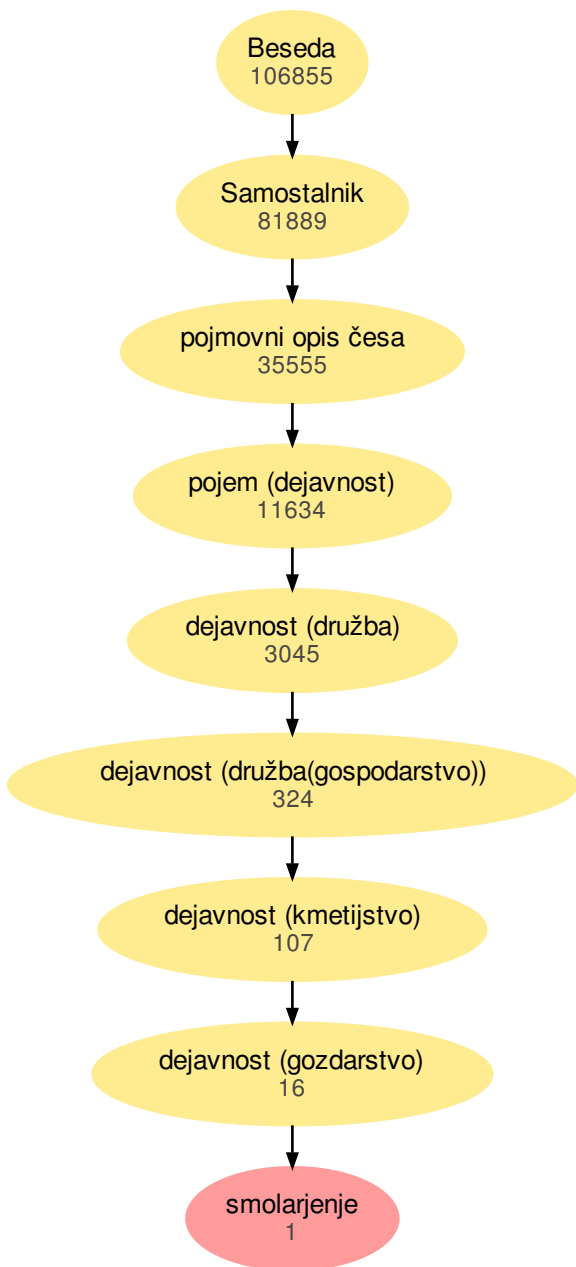 Beseda
106855
Samostalnik
81889
pojmovni opis česa
35555
pojem (dejavnost)
11634
dejavnost (družba)
3045
dejavnost (družba(gospodarstvo))
324
dejavnost (kmetijstvo)
107
dejavnost (gozdarstvo)
16
smolarjenje
1